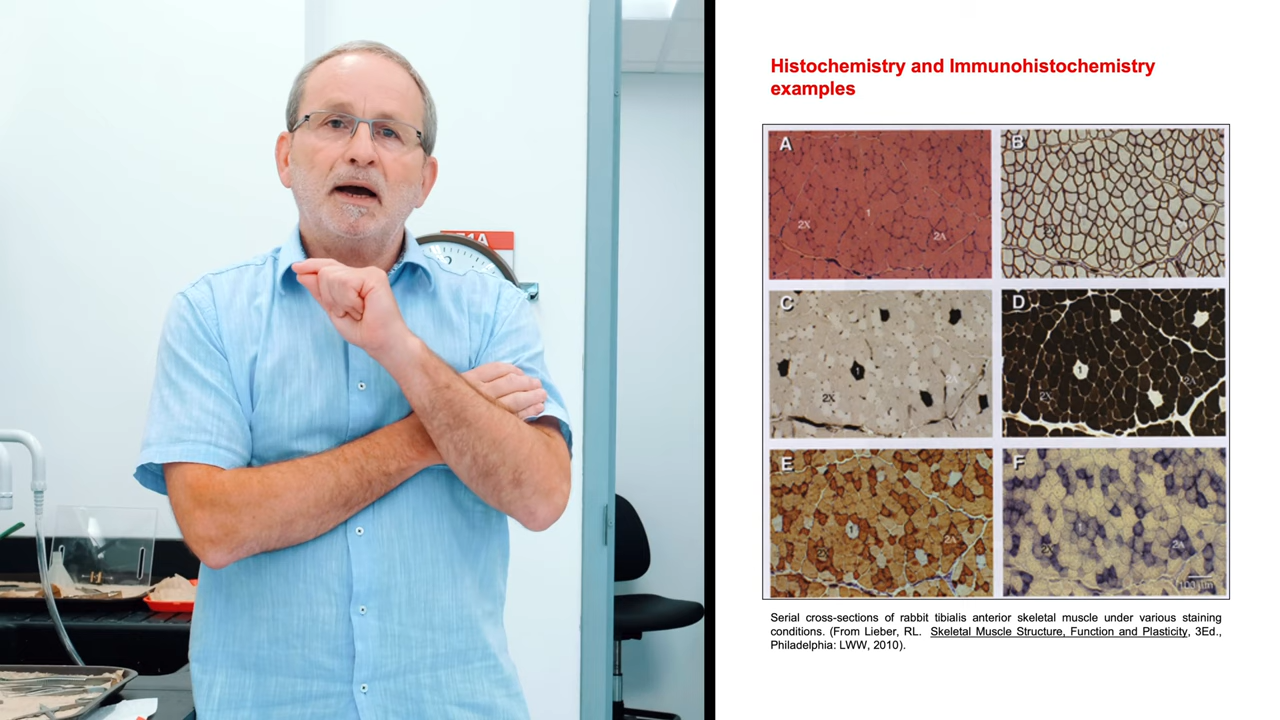 Histochemistry and Immunohistochemistry
examples
A
B
2X
1
2A
2X
C
D
1
2X
2A
1
2X
2A
E
F
1
2X
2A
1
2X
2A
100 µm
Serial cross-sections of rabbit tibialis anterior skeletal muscle under various staining
conditions. (From Lieber, RL. Skeletal Muscle Structure, Function and Plasticity, 3Ed.,
Philadelphia: LWW, 2010).